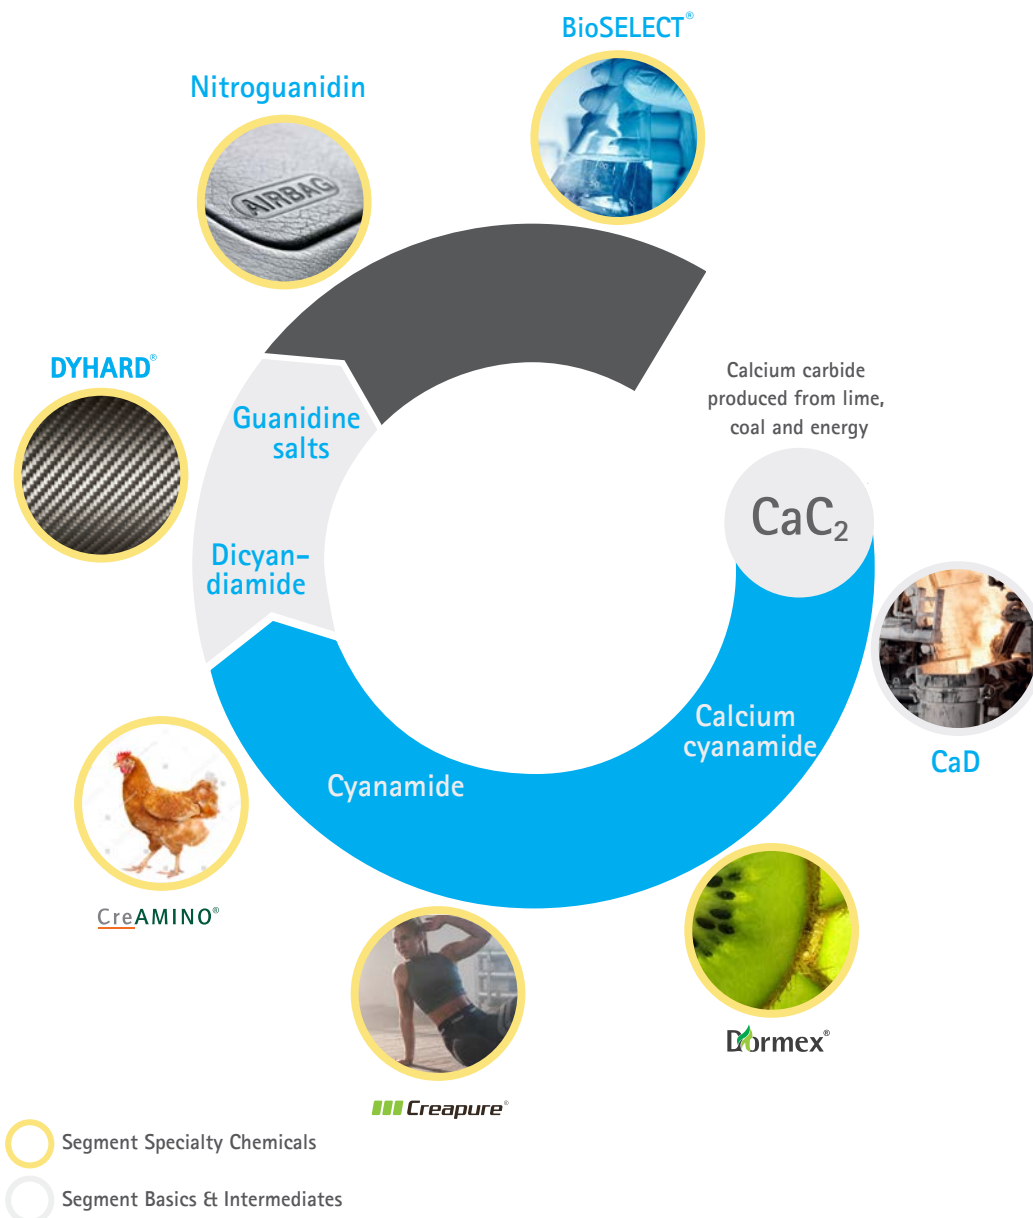 BioSELECT®
Nitroguanidin
AIRBAG
DYHARD®
Guanidine
salts
Calcium carbide
produced from lime,
coal and energy
CaC₂
Dicyan-
diamide
Calcium
cyanamide
CaD
Cyanamide
CreAMINO®
Dormex®
Creapure®
Segment Specialty Chemicals
Segment Basics & Intermediates